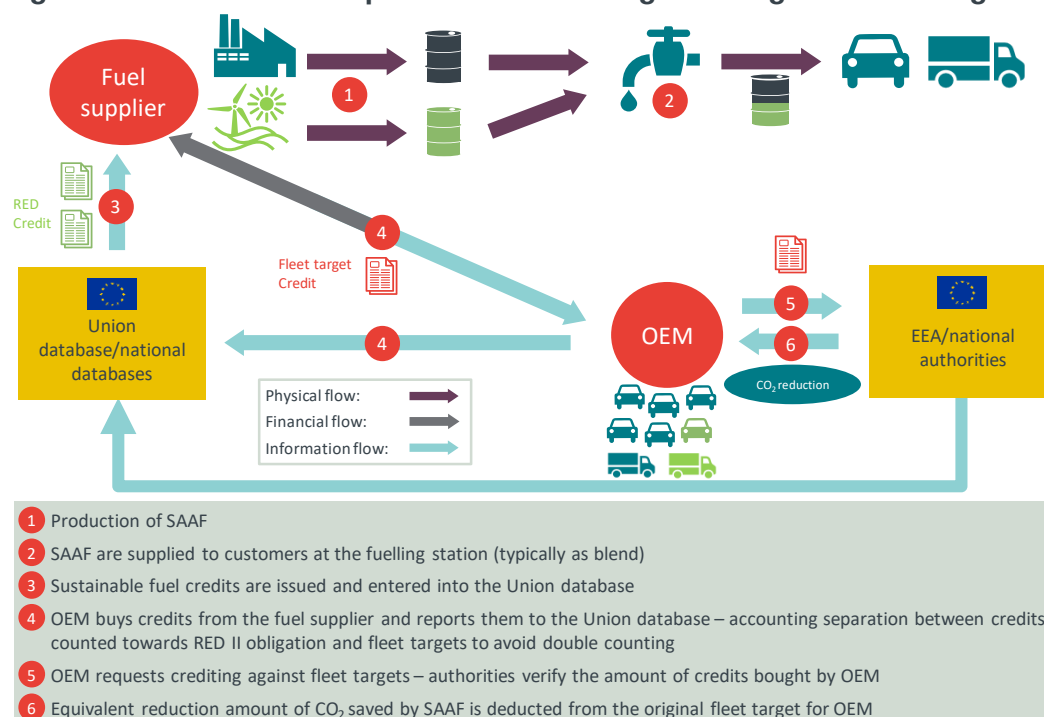 Fuel
supplier
1
2
RED
Credit
3
4
Fleet target
Credit
Union
database/national
databases
4
OEM
5
6
CO₂ reduction
EEA/national
authorities
Physical flow:
Financial flow:
Information flow:
1 Production of SAAF
2 SAAF are supplied to customers at the fuelling station (typically as blend)
3 Sustainable fuel credits are issued and entered into the Union database
4 OEM buys credits from the fuel supplier and reports them to the Union database – accounting separation between credits
counted towards RED II obligation and fleet targets to avoid double counting
5 OEM requests crediting against fleet targets – authorities verify the amount of credits bought by OEM
6 Equivalent reduction amount of CO₂ saved by SAAF is deducted from the original fleet target for OEM